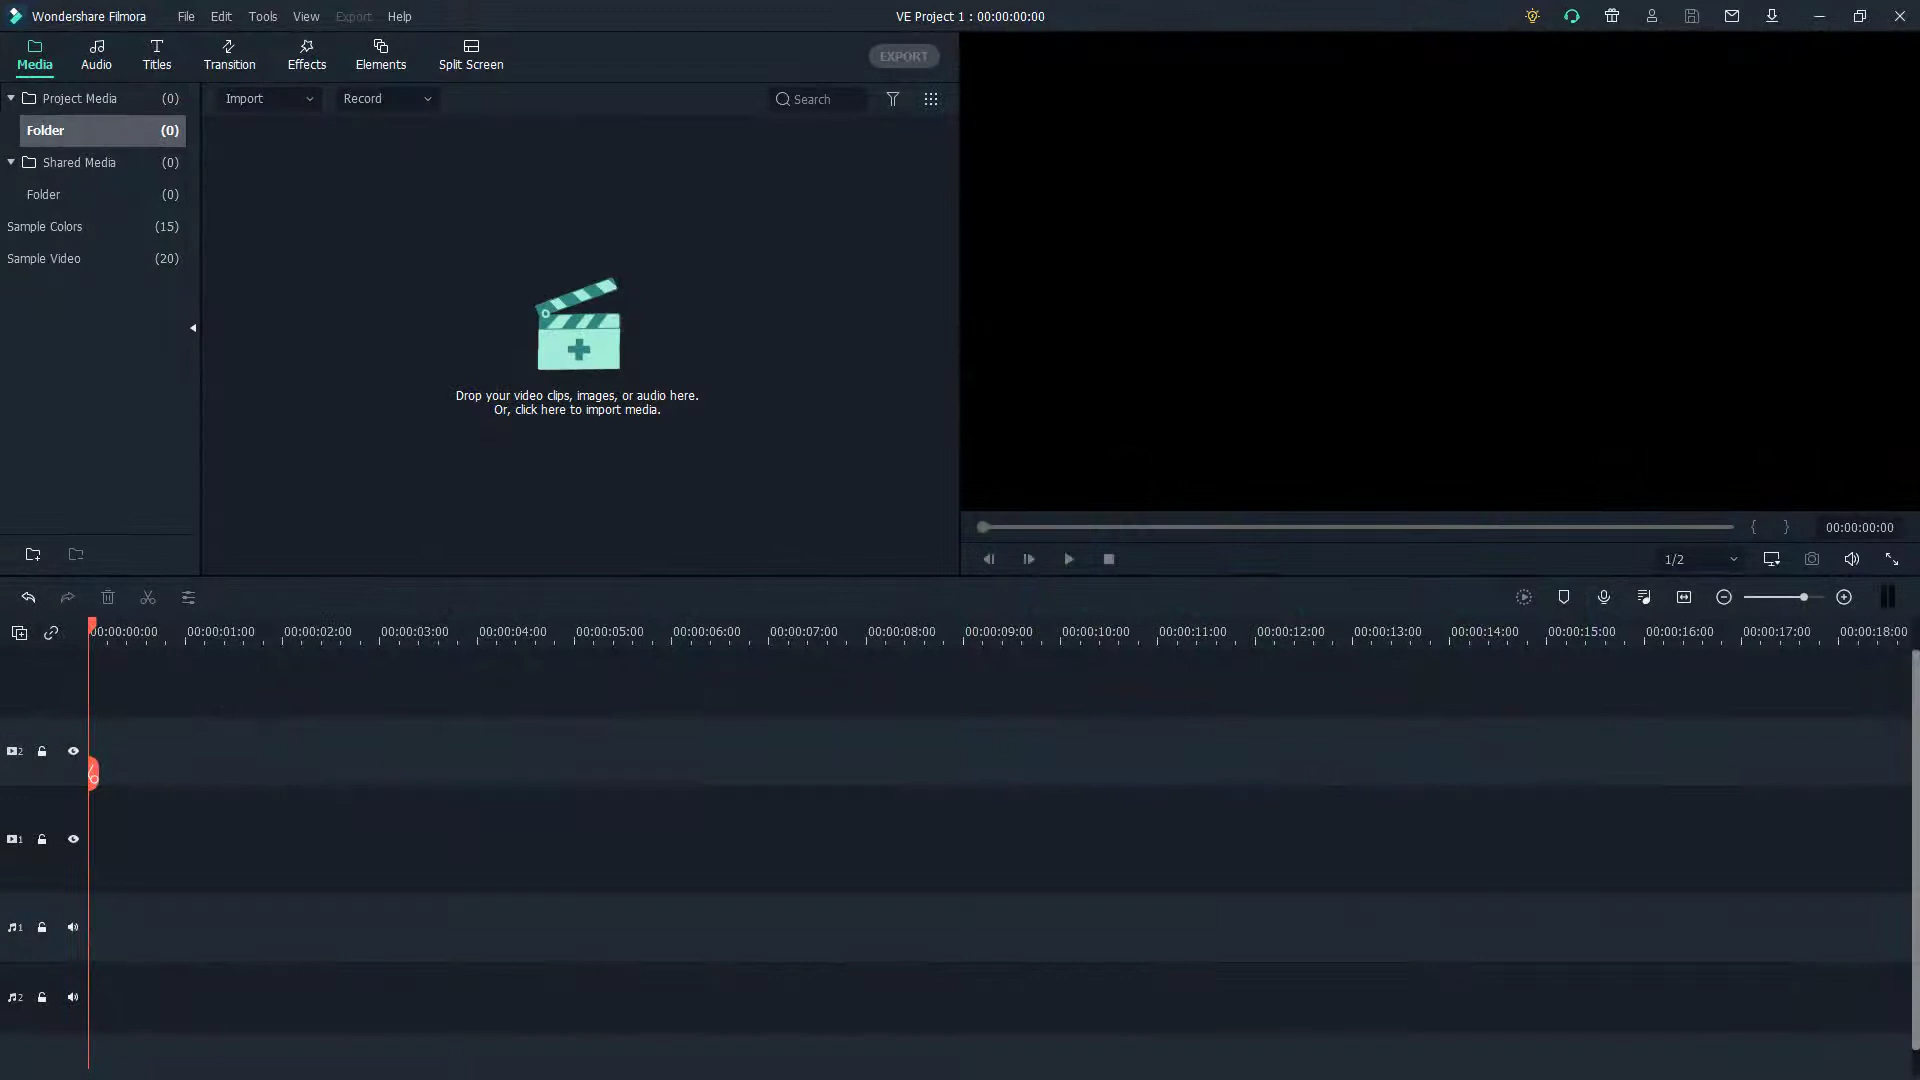 Wondershare Filmora
File
Edit
Tools
View
Export
Help
VE Project 1 : 00:00:00:00
Media
Audio
Titles
Transition
Effects
Elements
Split Screen
EXPORT
Project Media (0)
Folder (0)
Shared Media (0)
Folder (0)
Sample Colors (15)
Sample Video (20)
Import
Record
Search
Drop your video clips, images, or audio here.
Or, click here to import media.
{ } 00:00:00:00
1/2
00:00:00:00 00:00:01:00 00:00:02:00 00:00:03:00 00:00:04:00 00:00:05:00 00:00:06:00 00:00:07:00 00:00:08:00 00:00:09:00 00:00:10:00 00:00:11:00 00:00:12:00 00:00:13:00 00:00:14:00 00:00:15:00 00:00:16:00 00:00:17:00 00:00:18:00
2
1
1
2